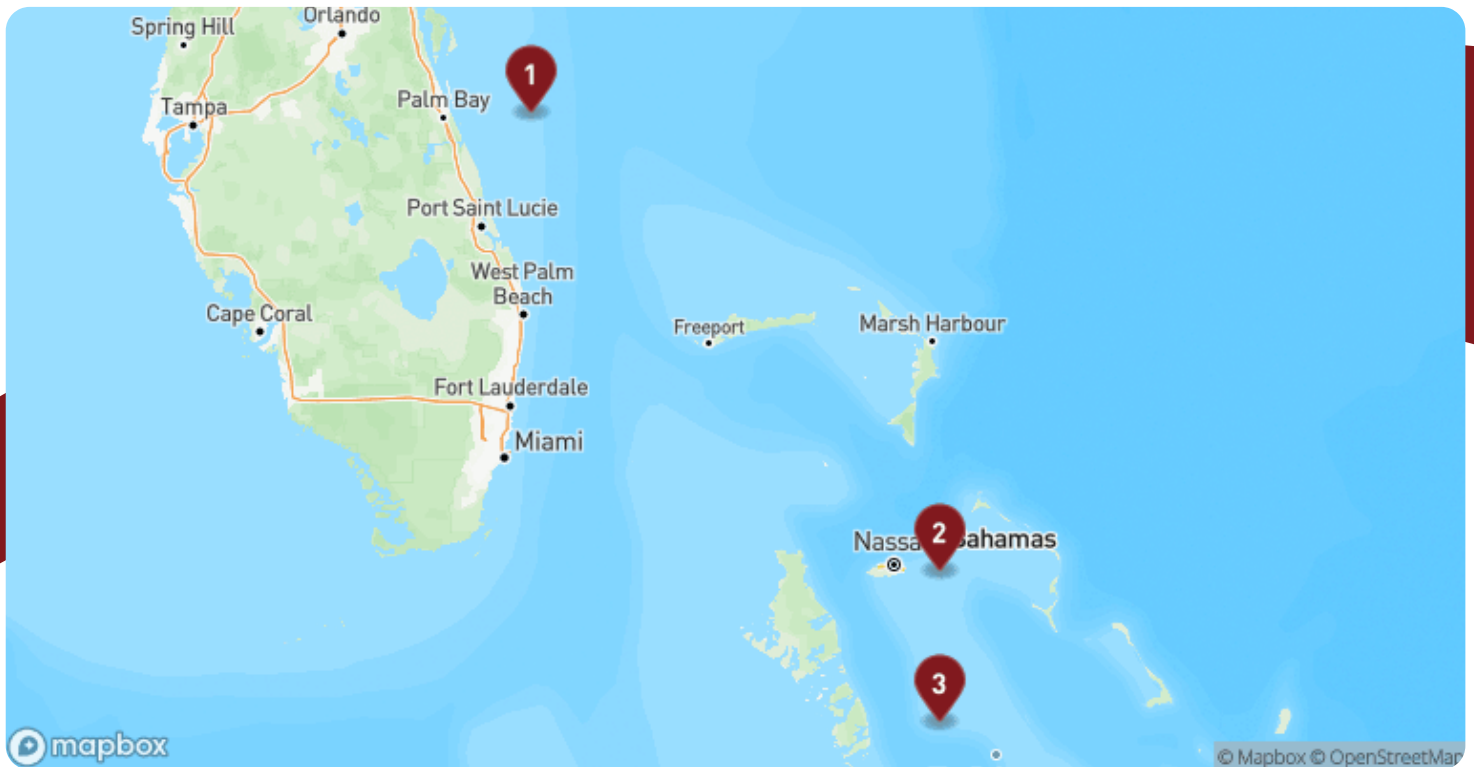 Orlando
Spring Hill
1
Palm Bay
Tampa
Port Saint Lucie
West Palm
Beach
Cape Coral
Freeport
Marsh Harbour
Fort Lauderdale
Miami
2
Nassa
Bahamas
3
mapbox
© Mapbox © OpenStreetMap